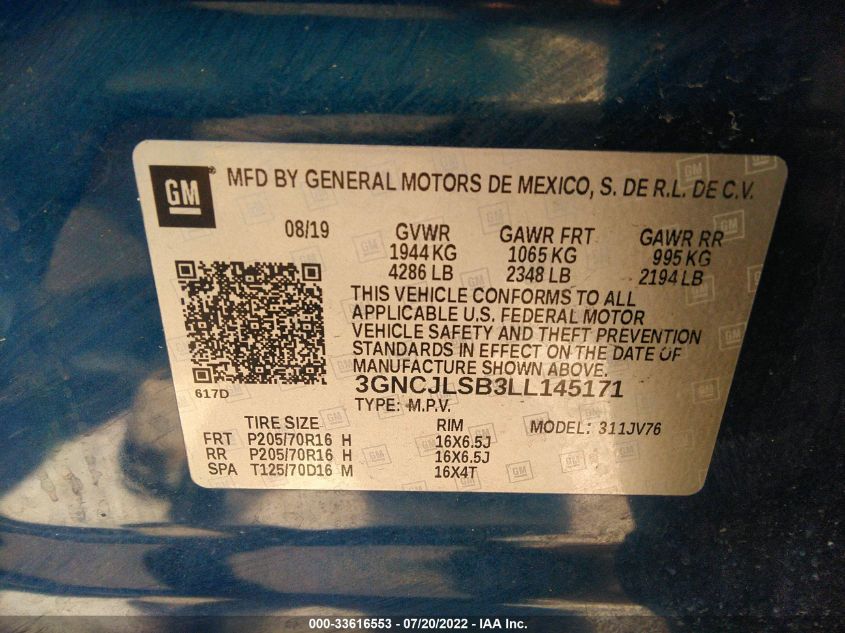 GM MFD BY GENERAL MOTORS DE MEXICO, S. DE R.L. DE C.V.
08/19 GVWR GAWR FRT GAWR RR
1944 KG 1065 KG 995 KG
4286 LB 2348 LB 2194 LB
THIS VEHICLE CONFORMS TO ALL
APPLICABLE U.S. FEDERAL MOTOR
VEHICLE SAFETY AND THEFT PREVENTION
STANDARDS IN EFFECT ON THE DATE OF
MANUFACTURE SHOWN ABOVE.
3GNCJLSB3LL145171
617D
TYPE: M.P.V.
TIRE SIZE RIM MODEL: 311JV76
FRT P205/70R16 H 16X6.5J
RR P205/70R16 H 16X6.5J
SPA T125/70D16 M 16X4T
000-33616553 - 07/20/2022 - IAA Inc.